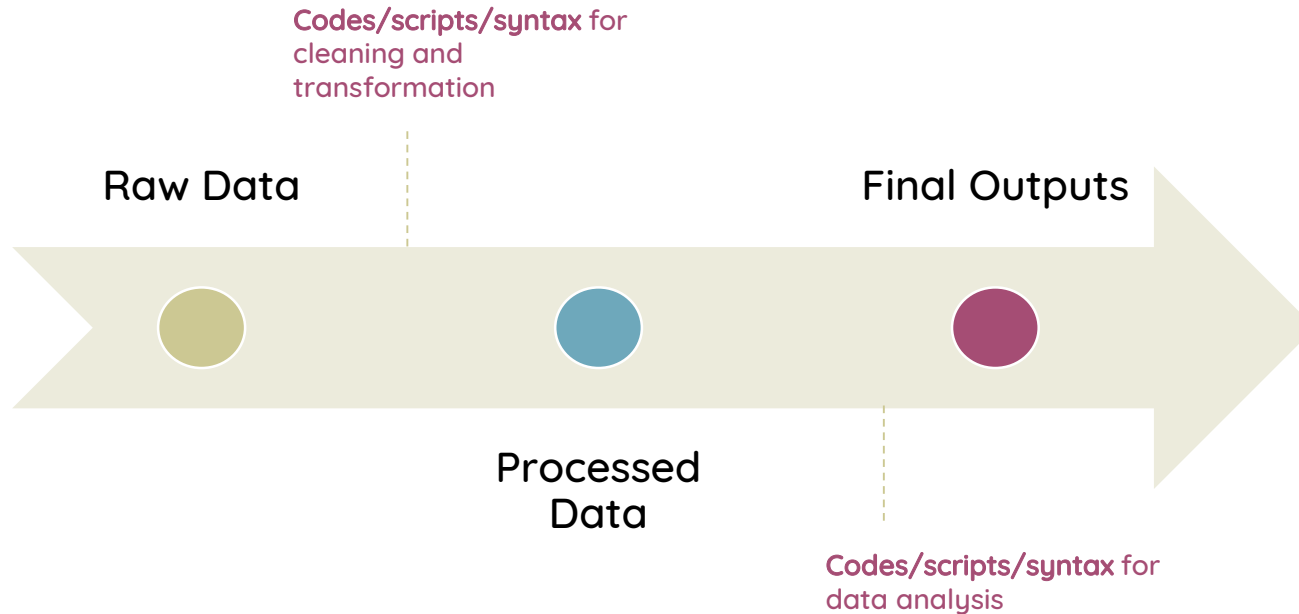 Codes/scripts/syntax for
cleaning and
transformation
Raw Data
Final Outputs
Processed
Data
Codes/scripts/syntax for
data analysis